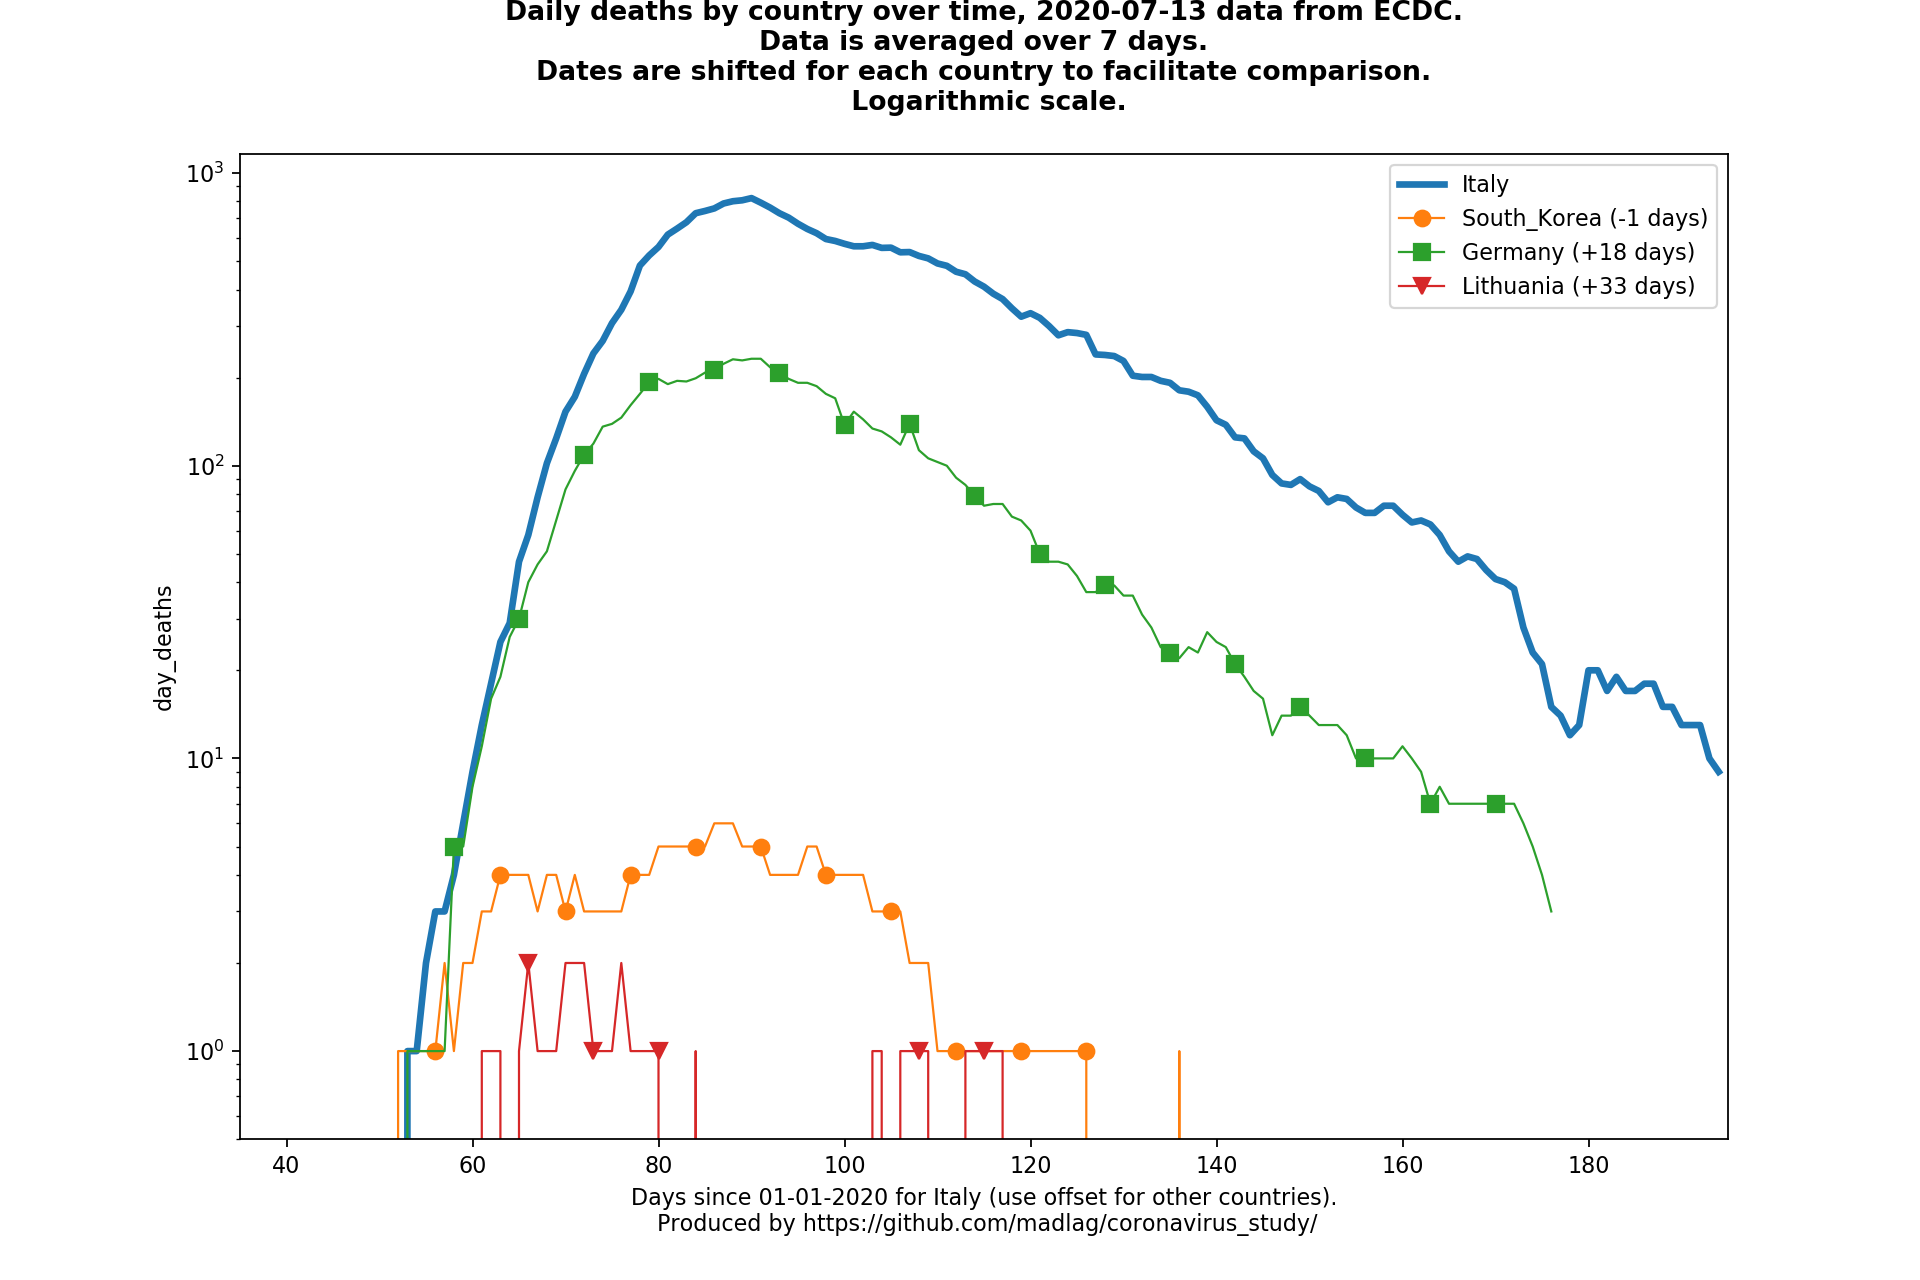 Daily deaths by country over time, 2020-07-13 data from ECDC.
Data is averaged over 7 days.
Dates are shifted for each country to facilitate comparison.
Logarithmic scale.
10³
10²
10¹
10⁰
day_deaths
Italy
South_Korea (-1 days)
Germany (+18 days)
Lithuania (+33 days)
40 60 80 100 120 140 160 180
Days since 01-01-2020 for Italy (use offset for other countries).
Produced by https://github.com/madlag/coronavirus_study/